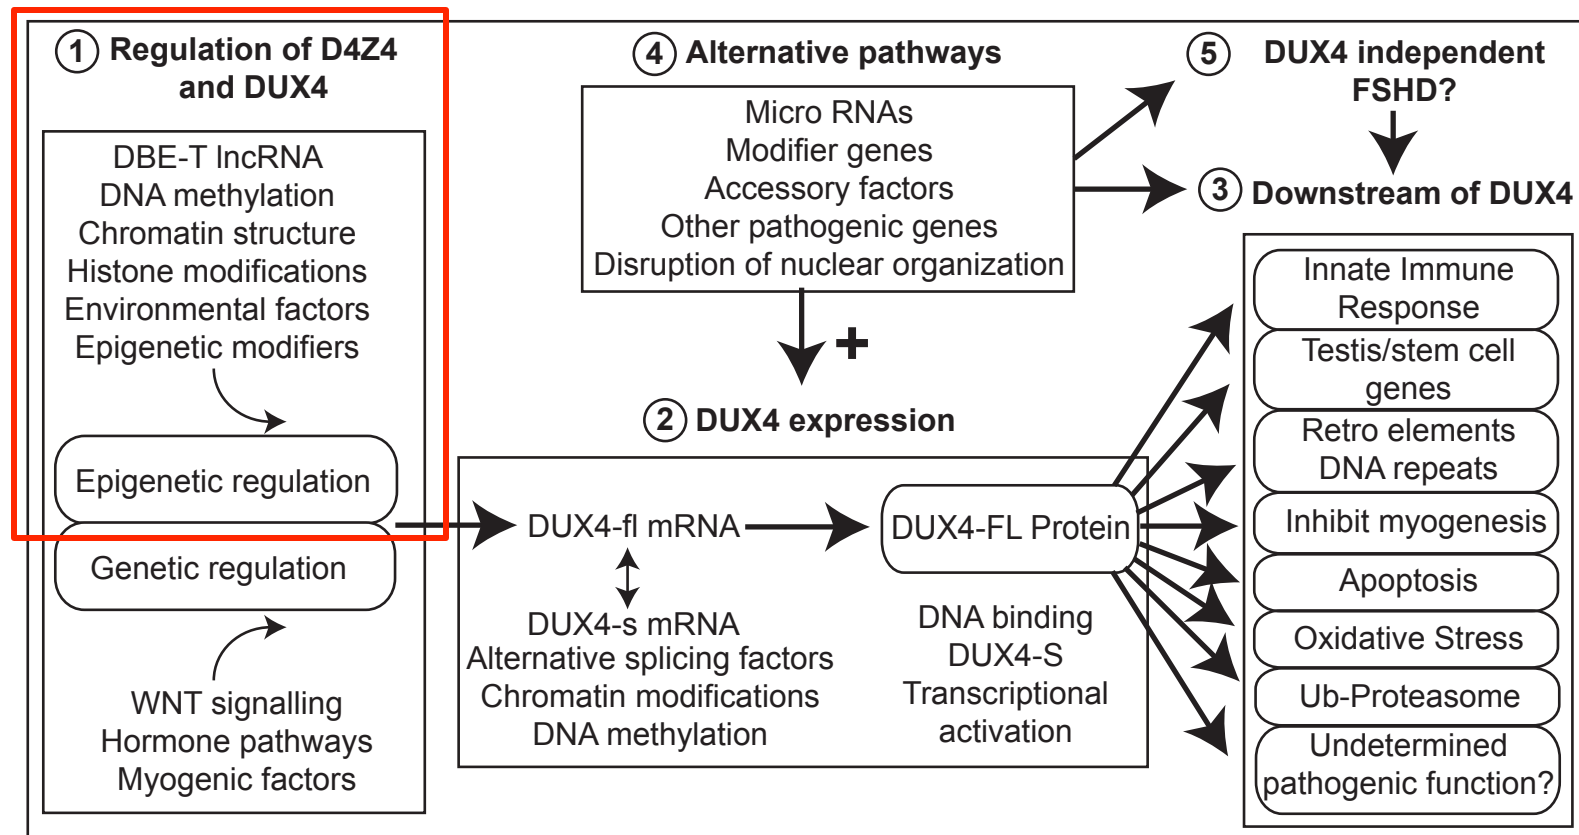 1 Regulation of D4Z4
and DUX4
DBE-T lncRNA
DNA methylation
Chromatin structure
Histone modifications
Environmental factors
Epigenetic modifiers
Epigenetic regulation
Genetic regulation
WNT signalling
Hormone pathways
Myogenic factors
4 Alternative pathways
Micro RNAs
Modifier genes
Accessory factors
Other pathogenic genes
Disruption of nuclear organization
+
2 DUX4 expression
DUX4-fl mRNA
DUX4-s mRNA
Alternative splicing factors
Chromatin modifications
DNA methylation
DUX4-FL Protein
DNA binding
DUX4-S
Transcriptional
activation
5 DUX4 independent
FSHD?
3 Downstream of DUX4
Innate Immune
Response
Testis/stem cell
genes
Retro elements
DNA repeats
Inhibit myogenesis
Apoptosis
Oxidative Stress
Ub-Proteasome
Undetermined
pathogenic function?